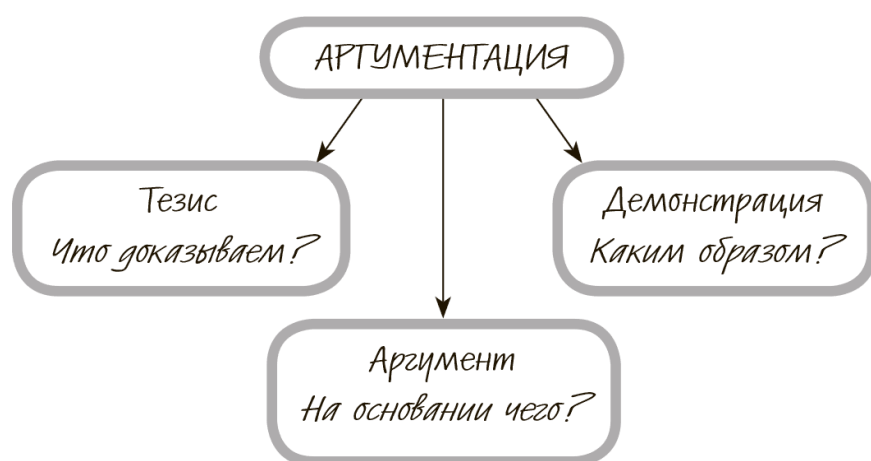 АРГУМЕНТАЦИЯ
Тезис
Что доказываем?
Демонстрация
Каким образом?
Аргумент
На основании чего?